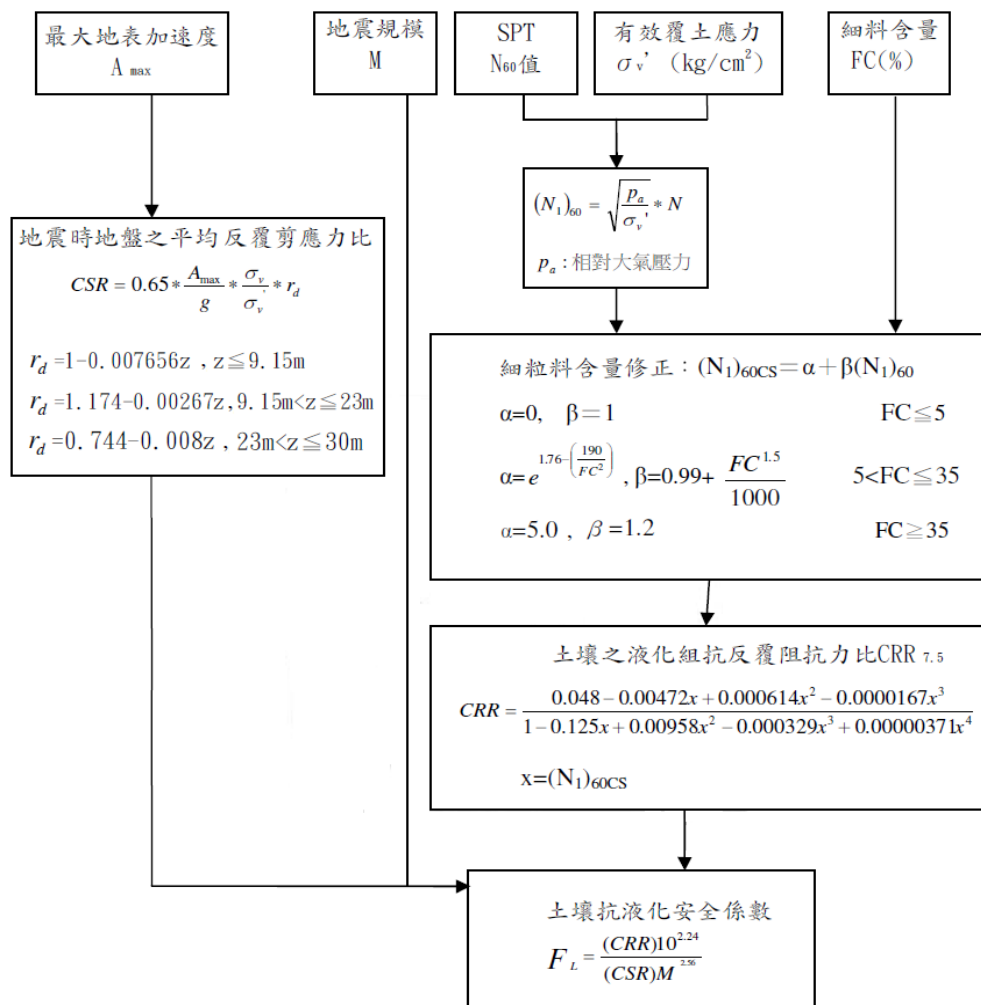 最大地表加速度
A max
地震規模
M
SPT
N60值
有效覆土應力
σv' (kg/cm²)
細料含量
FC(%)
(N₁)₆₀ = √(pₐ/σᵥ') * N
pₐ:相對大氣壓力
地震時地盤之平均反覆剪應力比
CSR = 0.65 * Amax/g * σᵥ/σᵥ' * r_d
r_d =1-0.007656z , z≦9.15m
r_d =1.174-0.00267z,9.15m<z≦23m
r_d =0.744-0.008z , 23m<z≦30m
細粒料含量修正：(N₁)60CS＝α＋β(N₁)60
α=0, β＝1 FC≦5
α= e^(1.76-(190/FC²)) , β=0.99+ FC^1.5/1000 5<FC≦35
α=5.0 , β=1.2 FC≧35
土壤之液化組抗反覆阻抗力比CRR 7.5
CRR = (0.048 − 0.00472x + 0.000614x² − 0.0000167x³)/(1 − 0.125x + 0.00958x² − 0.000329x³ + 0.00000371x⁴)
x=(N₁)60CS
土壤抗液化安全係數
F_L = (CRR)10^2.24/(CSR)M^2.56